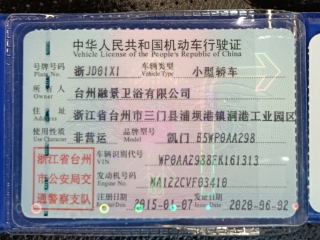 中华人民共和国机动车行驶证
Vehicle License of the People's Republic of China
号牌号码 浙JD01X1 车辆类型 小型轿车
Plate No. Vehicle Type
所有人 台州融景卫浴有限公司
Owner
住址 浙江省台州市三门县浦坝港镇润港工业园区
Address
使用性质 非营运 品牌型号 凯门 B5WP0AA298
Use Character Model
浙江省台州 车辆识别代号 WP0AAZ988FK161313
VIN
市公安局交 发动机号码 MA122CVF03410
Engine No.
通警察支队 注册日期 2015-01-07 发证日期
Register Date Issue Date